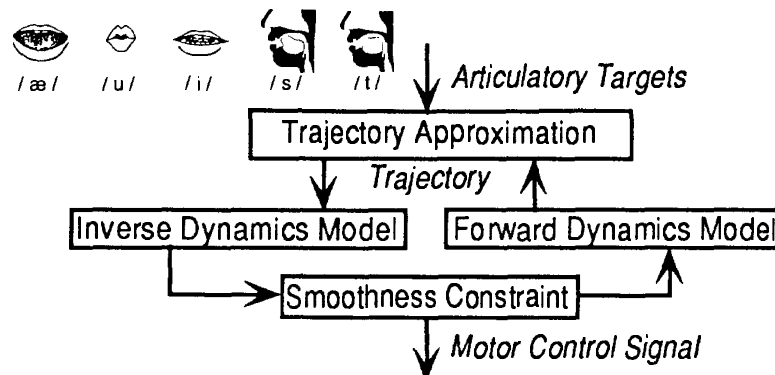 / æ / / u / / i / / s / / t /
Articulatory Targets
Trajectory Approximation
Trajectory
Inverse Dynamics Model Forward Dynamics Model
Smoothness Constraint
Motor Control Signal